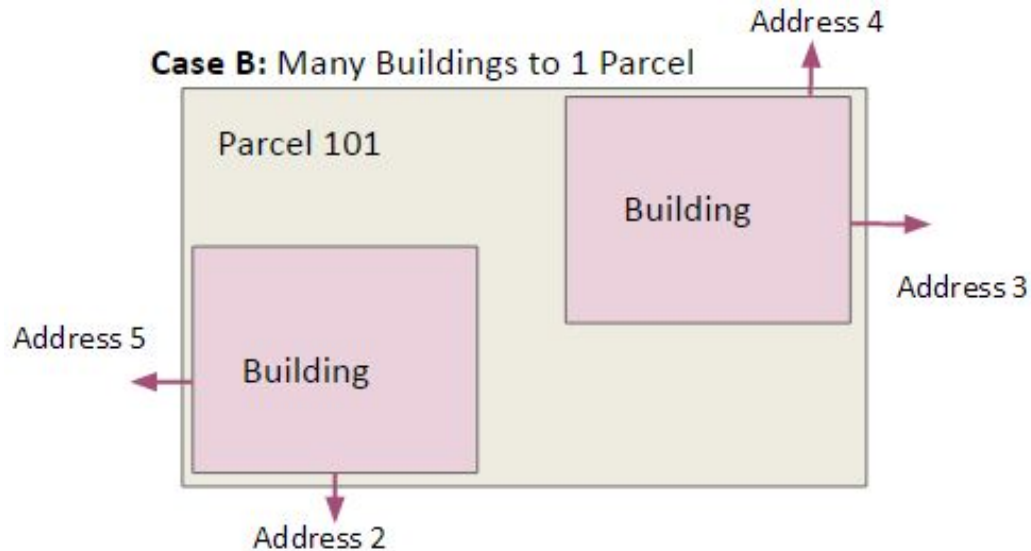 Address 4
Case B: Many Buildings to 1 Parcel
Parcel 101
Building
Address 3
Address 5
Building
Address 2